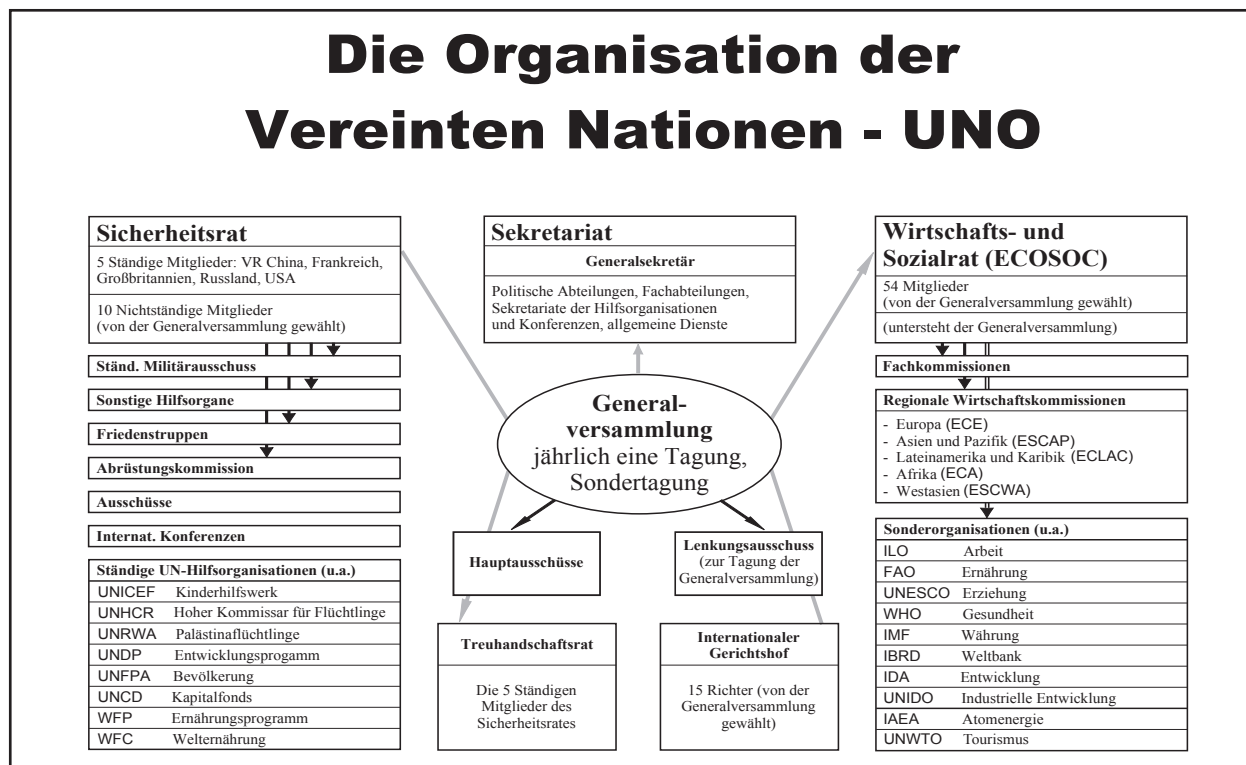 Die Organisation der
Vereinten Nationen - UNO
Sicherheitsrat
5 Ständige Mitglieder: VR China, Frankreich,
Großbritannien, Russland, USA
10 Nichtständige Mitglieder
(von der Generalversammlung gewählt)
Ständ. Militärausschuss
Sonstige Hilfsorgane
Friedenstruppen
Abrüstungskommission
Ausschüsse
Internat. Konferenzen
Ständige UN-Hilfsorganisationen (u.a.)
UNICEF Kinderhilfswerk
UNHCR Hoher Kommissar für Flüchtlinge
UNRWA Palästinaflüchtlinge
UNDP Entwicklungsprogamm
UNFPA Bevölkerung
UNCD Kapitalfonds
WFP Ernährungsprogramm
WFC Welternährung
Sekretariat
Generalsekretär
Politische Abteilungen, Fachabteilungen,
Sekretariate der Hilfsorganisationen
und Konferenzen, allgemeine Dienste
General-
versammlung
jährlich eine Tagung,
Sondertagung
Hauptausschüsse
Lenkungsausschuss
(zur Tagung der
Generalversammlung)
Treuhandschaftsrat
Die 5 Ständigen
Mitglieder des
Sicherheitsrates
Internationaler
Gerichtshof
15 Richter (von der
Generalversammlung
gewählt)
Wirtschafts- und
Sozialrat (ECOSOC)
54 Mitglieder
(von der Generalversammlung gewählt)
(untersteht der Generalversammlung)
Fachkommissionen
Regionale Wirtschaftskommissionen
- Europa (ECE)
- Asien und Pazifik (ESCAP)
- Lateinamerika und Karibik (ECLAC)
- Afrika (ECA)
- Westasien (ESCWA)
Sonderorganisationen (u.a.)
ILO Arbeit
FAO Ernährung
UNESCO Erziehung
WHO Gesundheit
IMF Währung
IBRD Weltbank
IDA Entwicklung
UNIDO Industrielle Entwicklung
IAEA Atomenergie
UNWTO Tourismus